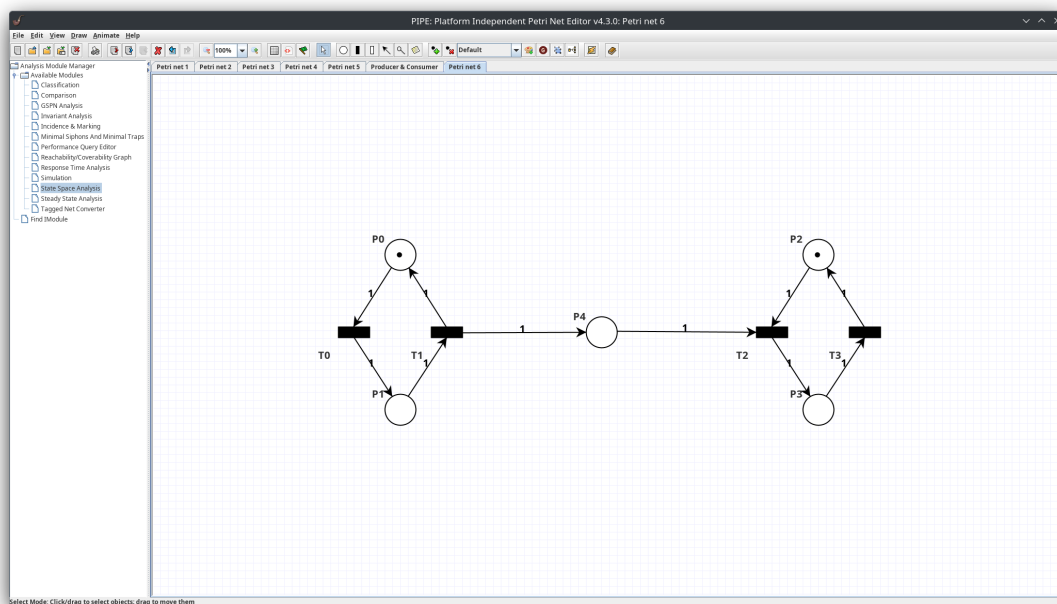 PIPE: Platform Independent Petri Net Editor v4.3.0: Petri net 6
File Edit View Draw Animate Help
100%
Default
Analysis Module Manager
Available Modules
Classification
Comparison
GSPN Analysis
Invariant Analysis
Incidence & Marking
Minimal Siphons And Minimal Traps
Performance Query Editor
Reachability/Coverability Graph
Response Time Analysis
Simulation
State Space Analysis
Steady State Analysis
Tagged Net Converter
Find IModule
Petri net 1 Petri net 2 Petri net 3 Petri net 4 Petri net 5 Producer & Consumer Petri net 6
P0 P2
1 1 1 1
P4
1 1
T0 T1 T2 T3
1 1 1 1
P1 P3
Select Mode: Click/drag to select objects; drag to move them